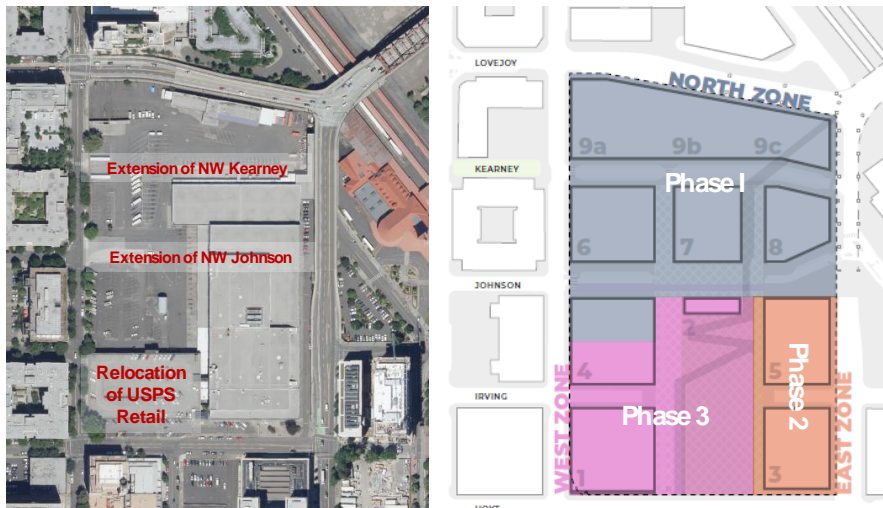 Extension of NW Kearney
Extension of NW Johnson
Relocation
of USPS
Retail
LOVEJOY
NORTH ZONE
9a 9b 9c
KEARNEY
Phase I
6 7 8
JOHNSON
2
4
5
Phase 2
IRVING
WEST ZONE
Phase 3
EAST ZONE
1
3